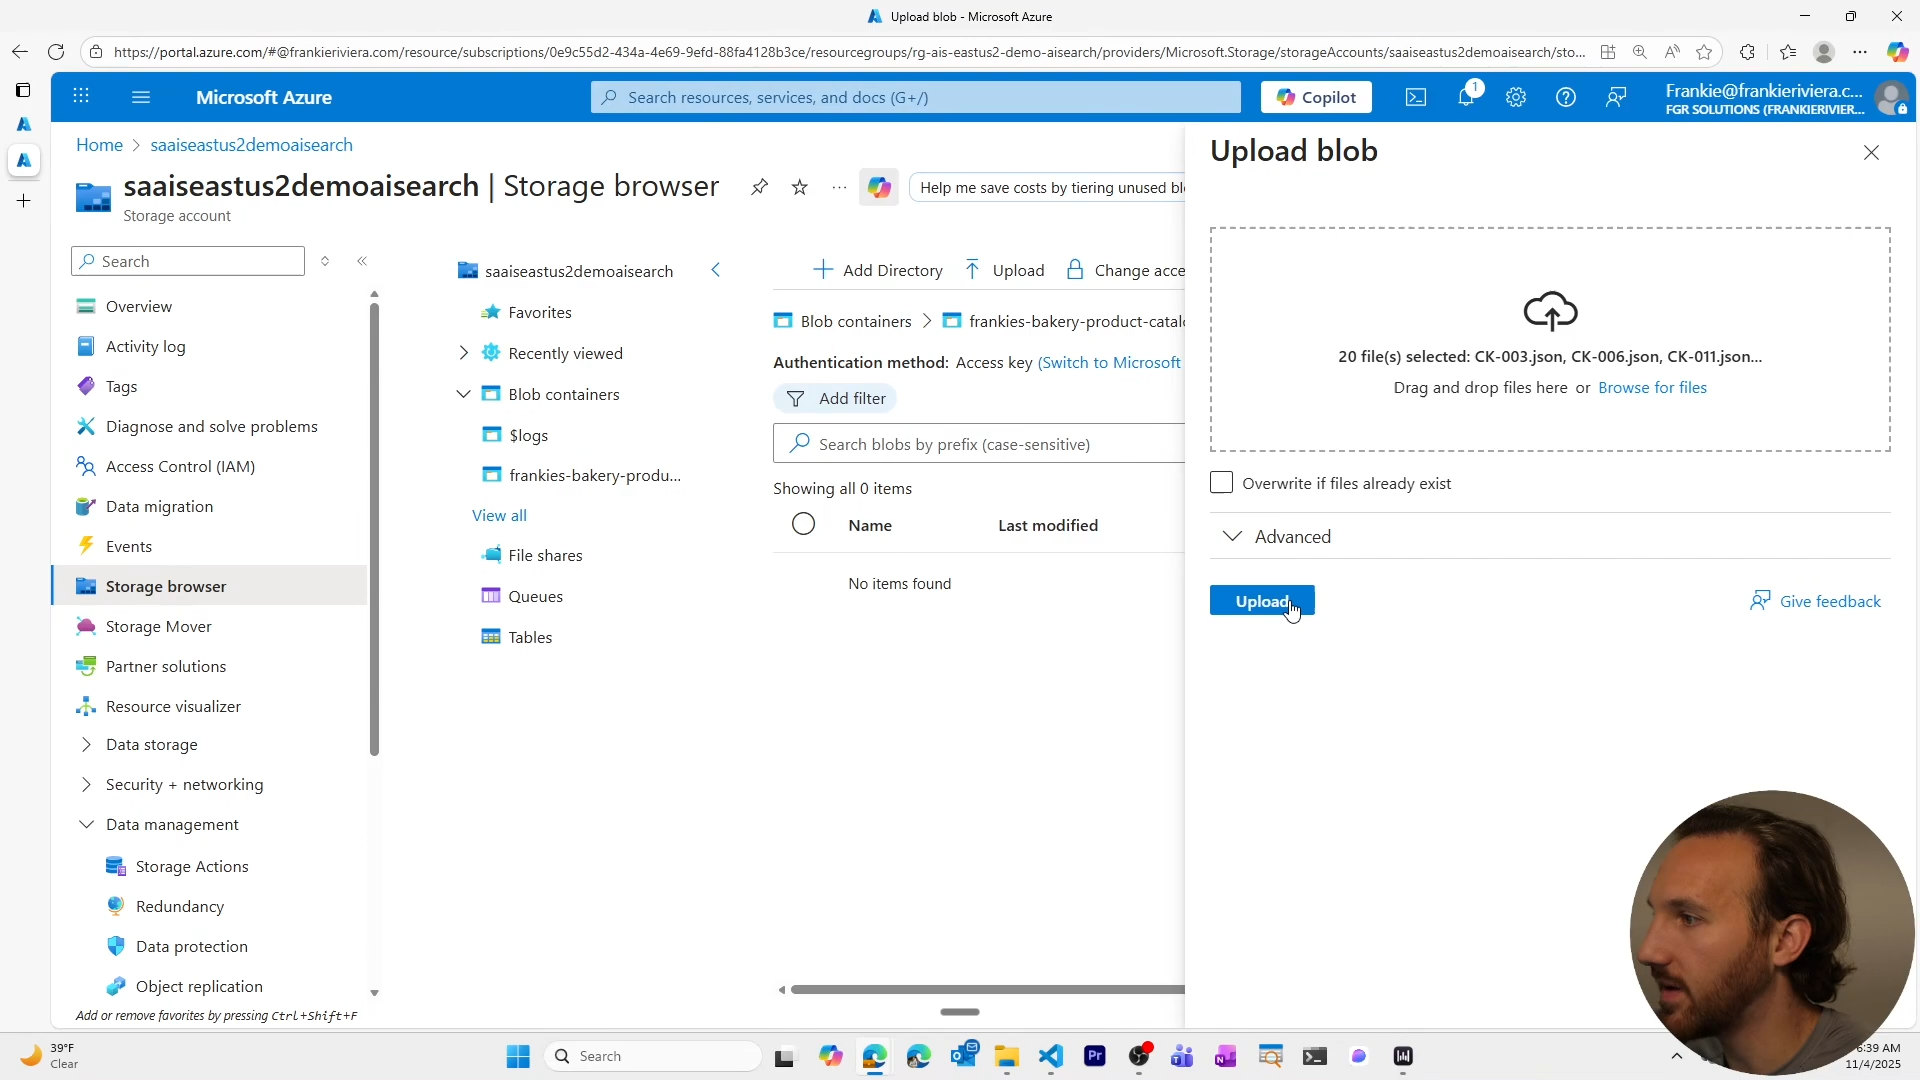 Upload blob - Microsoft Azure
https://portal.azure.com/#@frankieriviera.com/resource/subscriptions/0e9c55d2-434a-4e69-9efd-88fa4128b3ce/resourcegroups/rg-ais-eastus2-demo-aisearch/providers/Microsoft.Storage/storageAccounts/saaiseastus2demoaisearch/sto...
Microsoft Azure
Search resources, services, and docs (G+/)
Copilot
1
Frankie@frankieriviera.c...
FGR SOLUTIONS (FRANKIERIVIER...
Home > saaiseastus2demoaisearch
saaiseastus2demoaisearch | Storage browser
Storage account
Help me save costs by tiering unused blo
Search
Overview
Activity log
Tags
Diagnose and solve problems
Access Control (IAM)
Data migration
Events
Storage browser
Storage Mover
Partner solutions
Resource visualizer
Data storage
Security + networking
Data management
Storage Actions
Redundancy
Data protection
Object replication
Add or remove favorites by pressing Ctrl+Shift+F
saaiseastus2demoaisearch
Favorites
Recently viewed
Blob containers
$logs
frankies-bakery-produ...
View all
File shares
Queues
Tables
Add Directory
Upload
Change acce
Blob containers > frankies-bakery-product-catal
Authentication method: Access key (Switch to Microsoft
Add filter
Search blobs by prefix (case-sensitive)
Showing all 0 items
Name
Last modified
No items found
Upload blob
20 file(s) selected: CK-003.json, CK-006.json, CK-011.json...
Drag and drop files here or Browse for files
Overwrite if files already exist
Advanced
Upload
Give feedback
39°F
Clear
Search
6:39 AM
11/4/2025